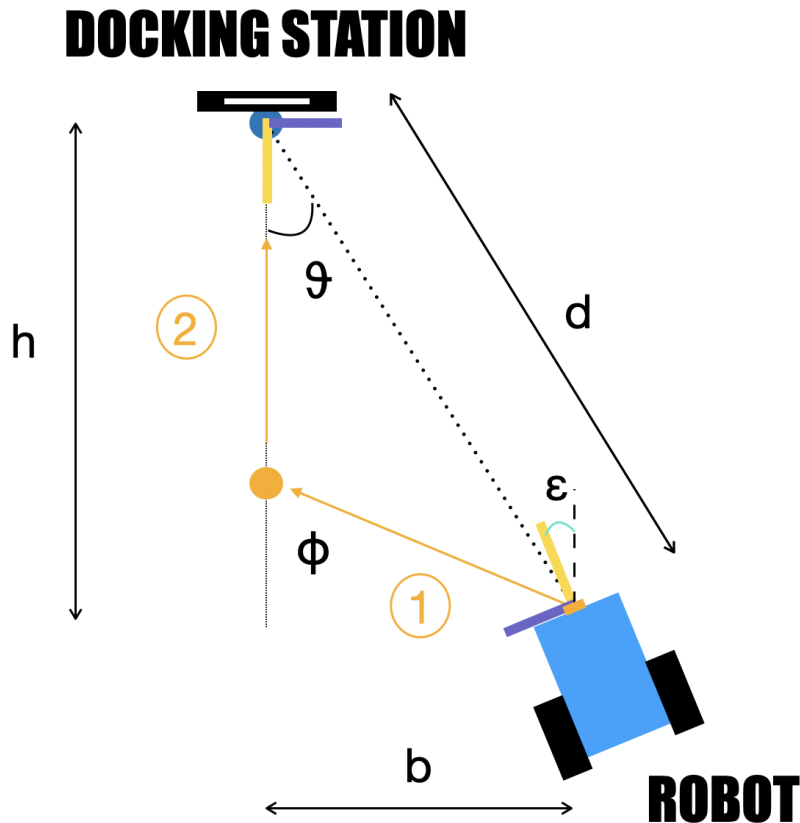 DOCKING STATION
h
ϑ
②
d
ε
ϕ
①
b
ROBOT